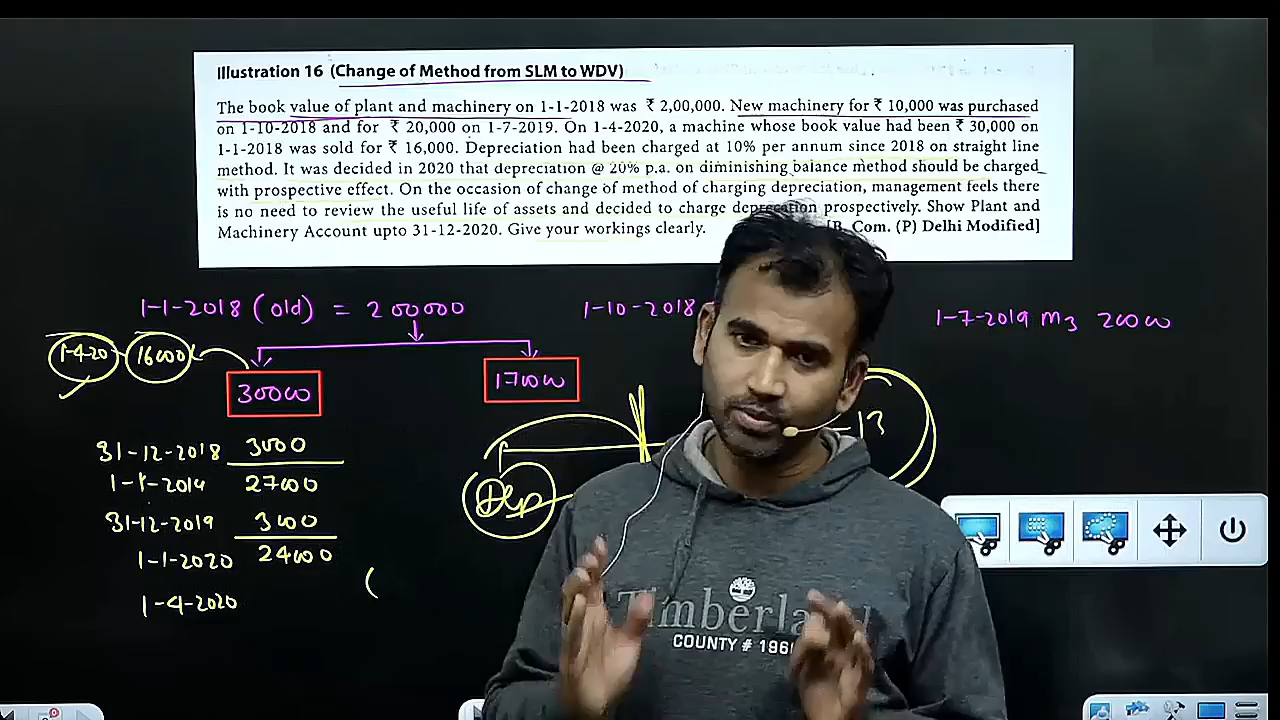 Illustration 16 (Change of Method from SLM to WDV)
The book value of plant and machinery on 1-1-2018 was ₹ 2,00,000. New machinery for ₹ 10,000 was purchased
on 1-10-2018 and for ₹ 20,000 on 1-7-2019. On 1-4-2020, a machine whose book value had been ₹ 30,000 on
1-1-2018 was sold for ₹ 16,000. Depreciation had been charged at 10% per annum since 2018 on straight line
method. It was decided in 2020 that depreciation @ 20% p.a. on diminishing balance method should be charged
with prospective effect. On the occasion of change of method of charging depreciation, management feels there
is no need to review the useful life of assets and decided to charge depreciation prospectively. Show Plant and
Machinery Account upto 31-12-2020. Give your workings clearly. [B. Com. (P) Delhi Modified]
1-1-2018 (old) = 200000
1-10-2018
1-7-2019 m3 20000
1-4-20 16000
30000
170000
31-12-2018 3000
27000
31-12-2019 3000
1-1-2020 24000
1-4-2020 (
Dep
-13
Timberla
COUNTY # 196